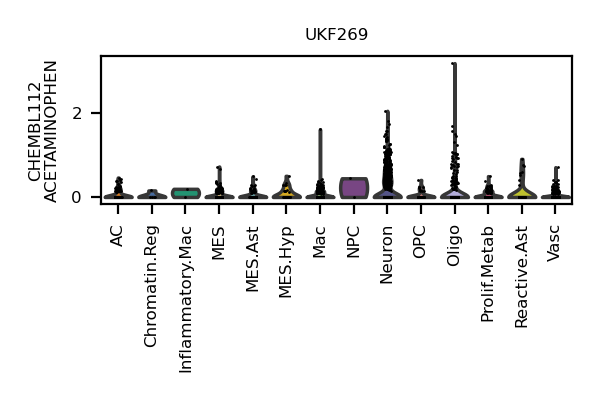 UKF269
CHEMBL112
ACETAMINOPHEN
2
0
AC
Chromatin.Reg
Inflammatory.Mac
MES
MES.Ast
MES.Hyp
Mac
NPC
Neuron
OPC
Oligo
Prolif.Metab
Reactive.Ast
Vasc